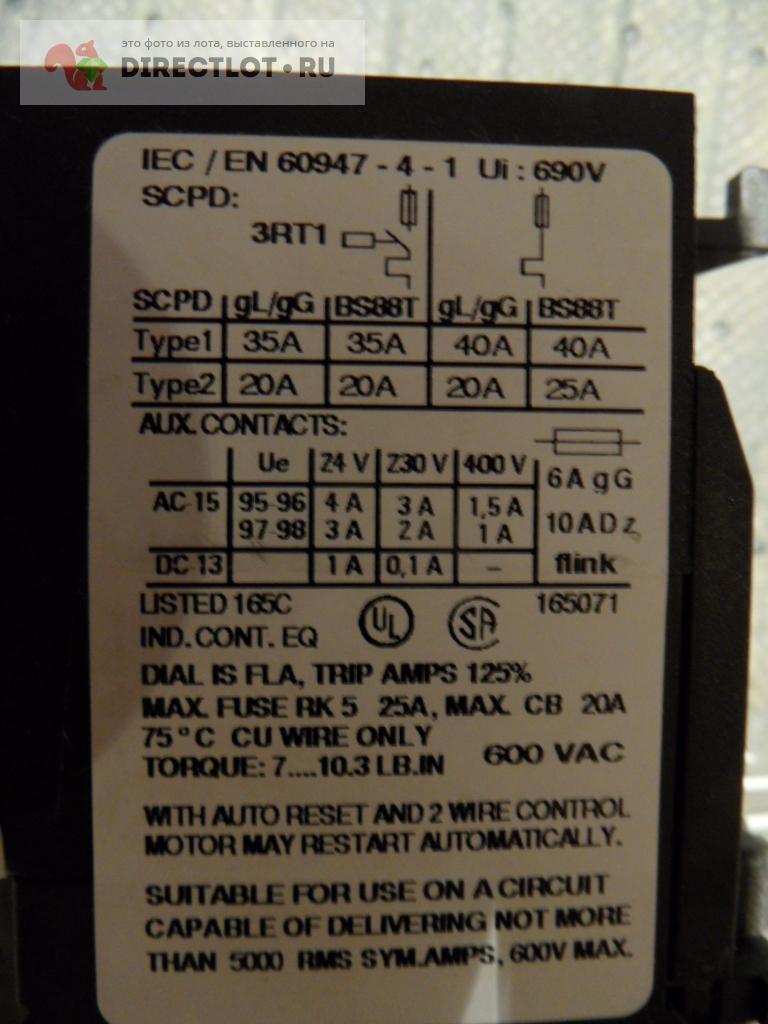 это фото из лота, выставленного на
DIRECTLOT.RU
IEC / EN 60947 - 4 - 1 Ui : 690V
SCPD:
3RT1
SCPD gL/gG BS88T gL/gG BS88T
Type1 35A 35A 40A 40A
Type2 20A 20A 20A 25A
AUX. CONTACTS:
Ue 24 V 230 V 400 V
6A gG
AC-15 95-96 4 A 3 A 1,5 A
97-98 3 A 2 A 1 A
10A Dz
DC-13 1 A 0,1 A - flink
LISTED 165C UL SA 165071
IND. CONT. EQ
DIAL IS FLA, TRIP AMPS 125%
MAX. FUSE RK 5 25A, MAX. CB 20A
75°C CU WIRE ONLY
600 VAC
TORQUE: 7....10.3 LB.IN
WITH AUTO RESET AND 2 WIRE CONTROL
MOTOR MAY RESTART AUTOMATICALLY.
SUITABLE FOR USE ON A CIRCUIT
CAPABLE OF DELIVERING NOT MORE
THAN 5000 RMS SYM.AMPS, 600V MAX.